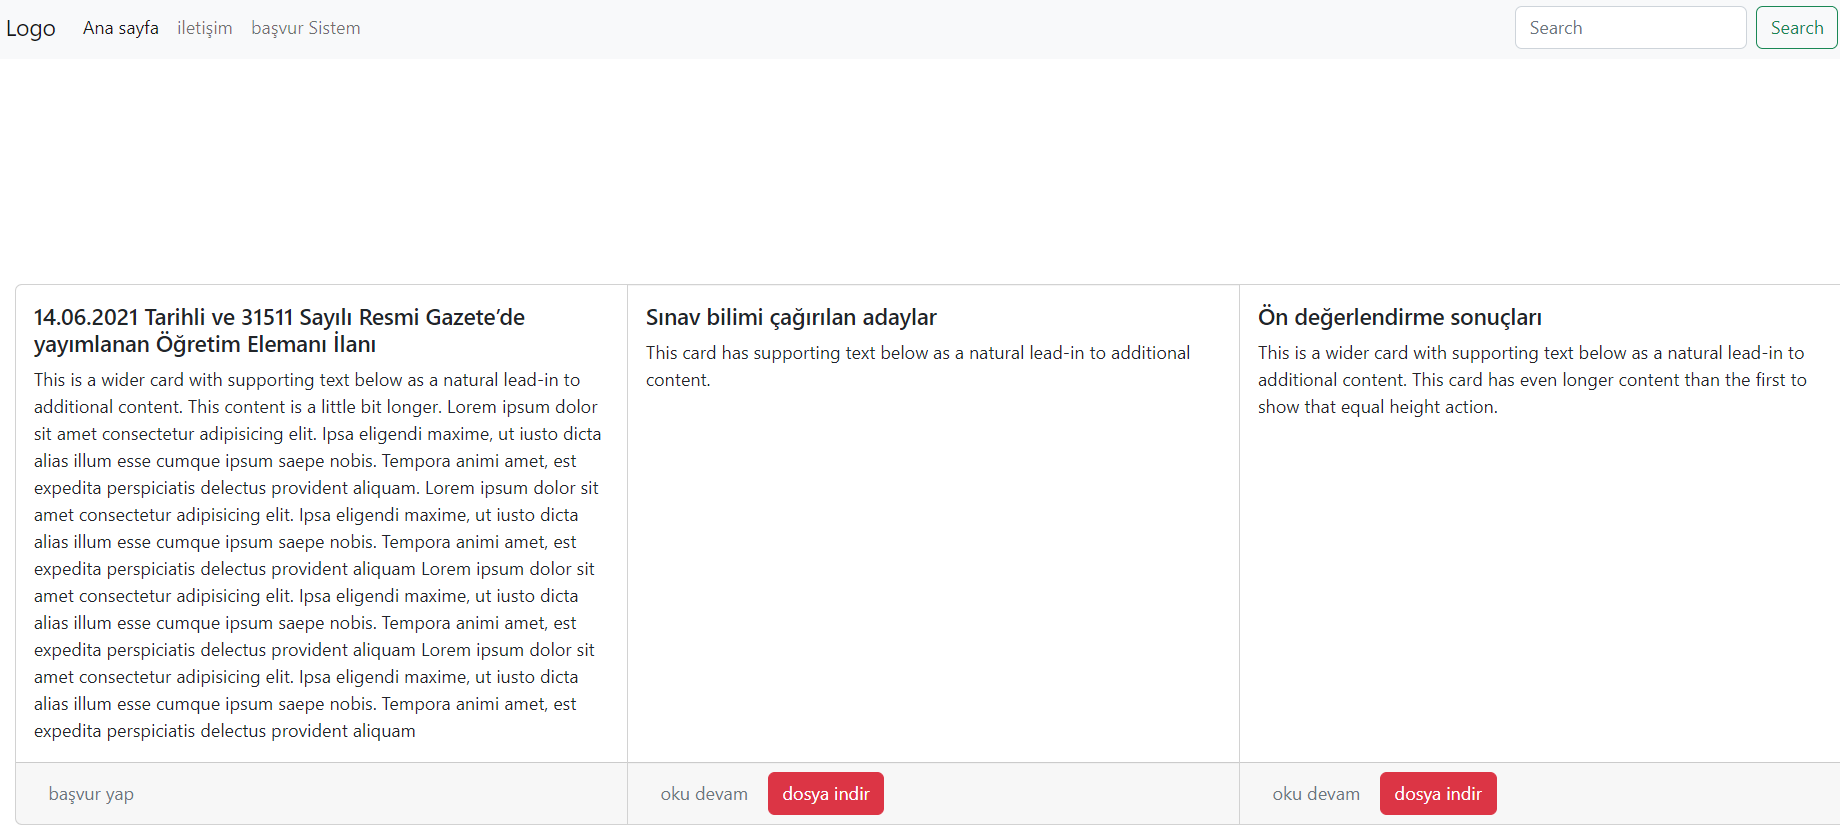 Logo Ana sayfa iletişim başvur Sistem Search Search
14.06.2021 Tarihli ve 31511 Sayılı Resmi Gazete’de
yayımlanan Öğretim Elemanı İlanı
This is a wider card with supporting text below as a natural lead-in to
additional content. This content is a little bit longer. Lorem ipsum dolor
sit amet consectetur adipisicing elit. Ipsa eligendi maxime, ut iusto dicta
alias illum esse cumque ipsum saepe nobis. Tempora animi amet, est
expedita perspiciatis delectus provident aliquam. Lorem ipsum dolor sit
amet consectetur adipisicing elit. Ipsa eligendi maxime, ut iusto dicta
alias illum esse cumque ipsum saepe nobis. Tempora animi amet, est
expedita perspiciatis delectus provident aliquam Lorem ipsum dolor sit
amet consectetur adipisicing elit. Ipsa eligendi maxime, ut iusto dicta
alias illum esse cumque ipsum saepe nobis. Tempora animi amet, est
expedita perspiciatis delectus provident aliquam Lorem ipsum dolor sit
amet consectetur adipisicing elit. Ipsa eligendi maxime, ut iusto dicta
alias illum esse cumque ipsum saepe nobis. Tempora animi amet, est
expedita perspiciatis delectus provident aliquam
başvur yap
Sınav bilimi çağırılan adaylar
This card has supporting text below as a natural lead-in to additional
content.
oku devam dosya indir
Ön değerlendirme sonuçları
This is a wider card with supporting text below as a natural lead-in to
additional content. This card has even longer content than the first to
show that equal height action.
oku devam dosya indir